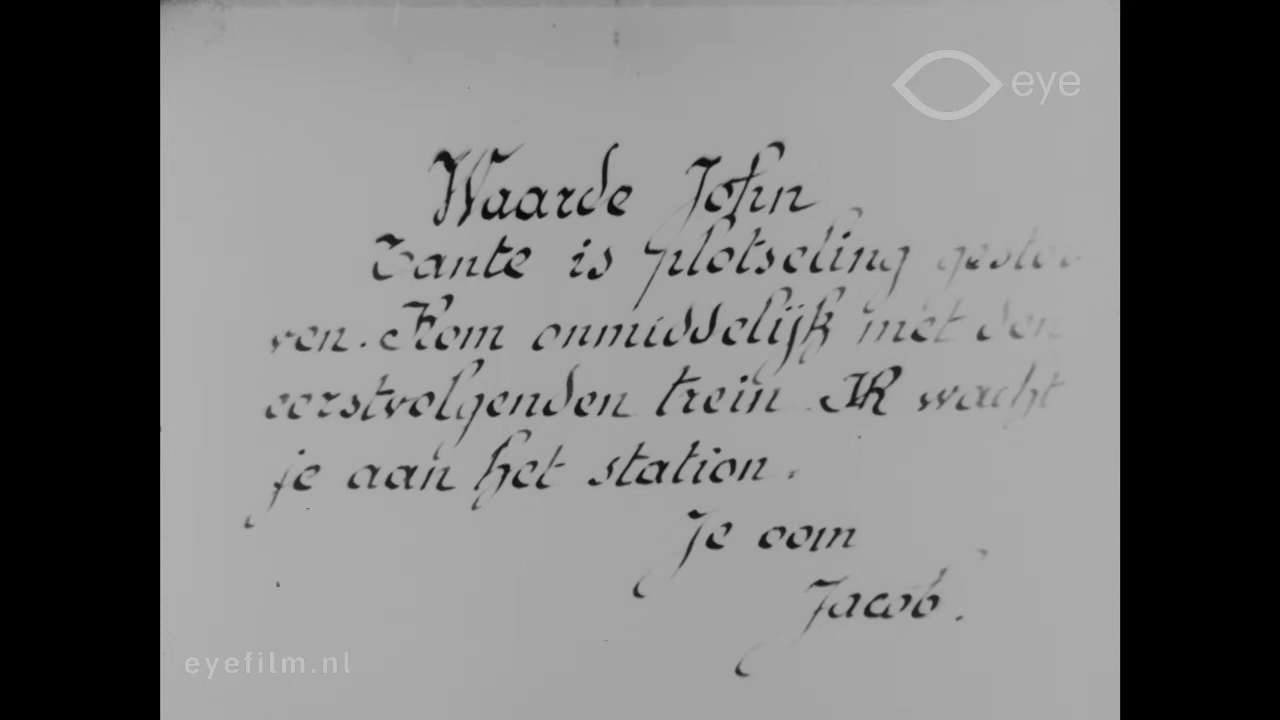 eye
Waarde John
Tante is plotseling gestor-
ven. Kom onmiddelijk met den
eerstvolgenden trein. Ik wacht
je aan het station.
Je oom
Jacob.
eyefilm.nl